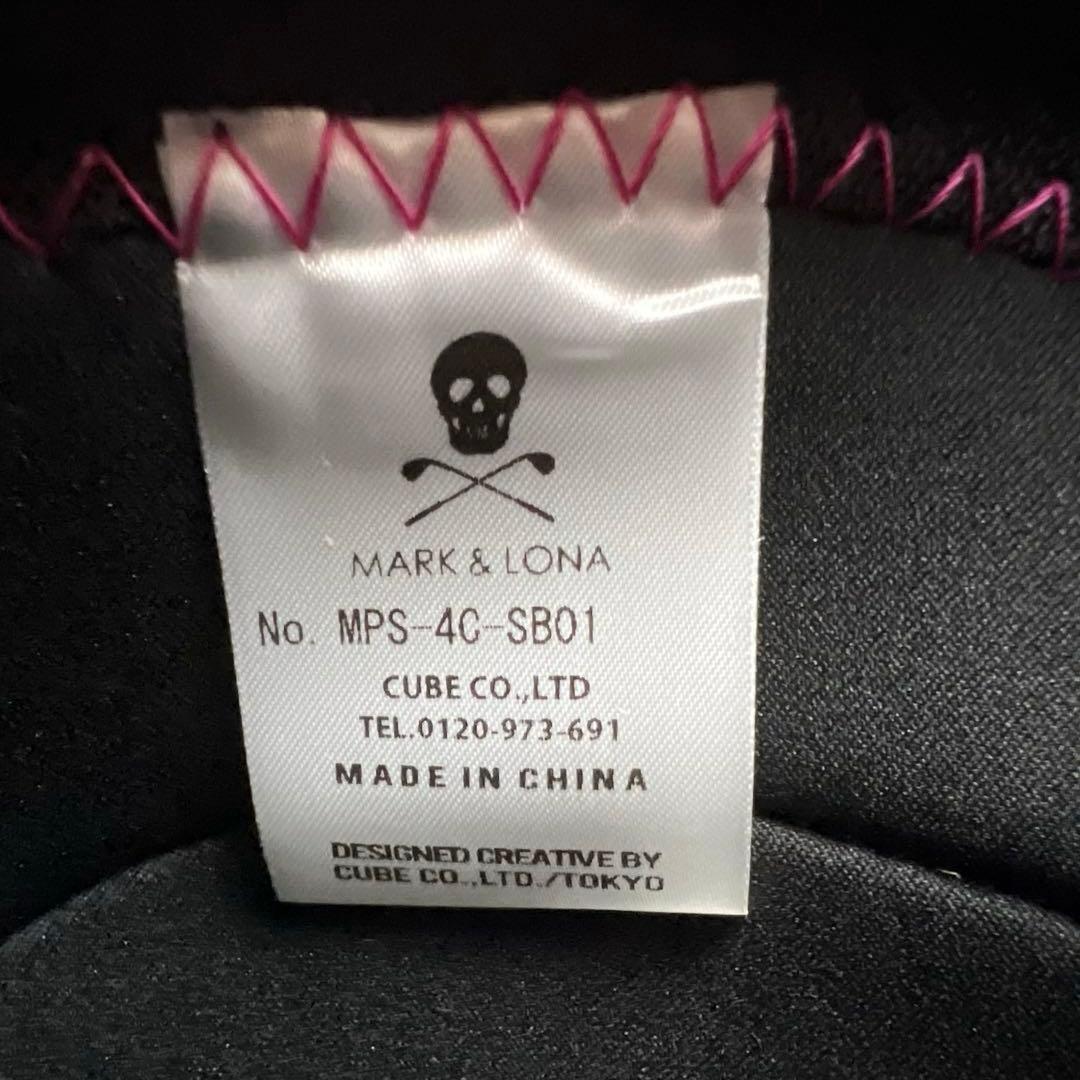 MARK & LONA
No. MPS-4C-SB01
CUBE CO.,LTD
TEL.0120-973-691
MADE IN CHINA
DESIGNED CREATIVE BY
CUBE CO.,LTD./TOKYO